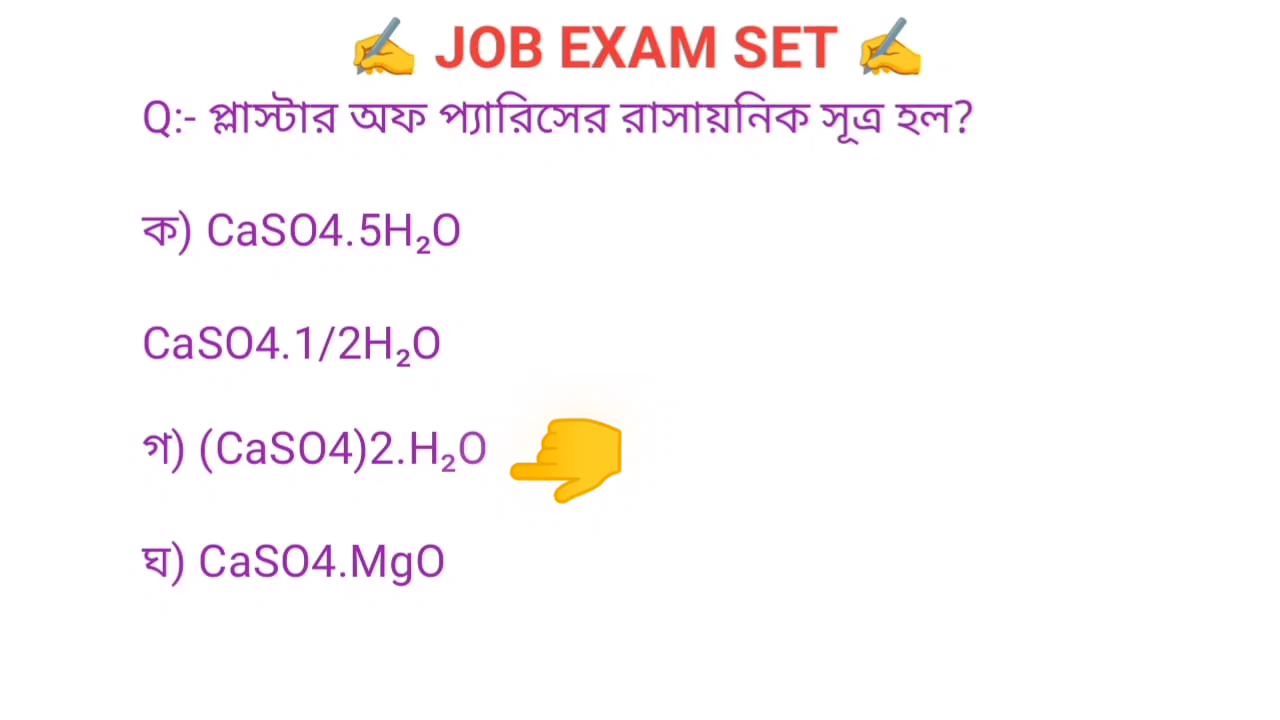 ✍️ JOB EXAM SET ✍️
Q:- প্লাস্টার অফ প্যারিসের রাসায়নিক সূত্র হল?
ক) CaSO4.5H₂O
CaSO4.1/2H₂O
গ) (CaSO4)2.H₂O
ঘ) CaSO4.MgO